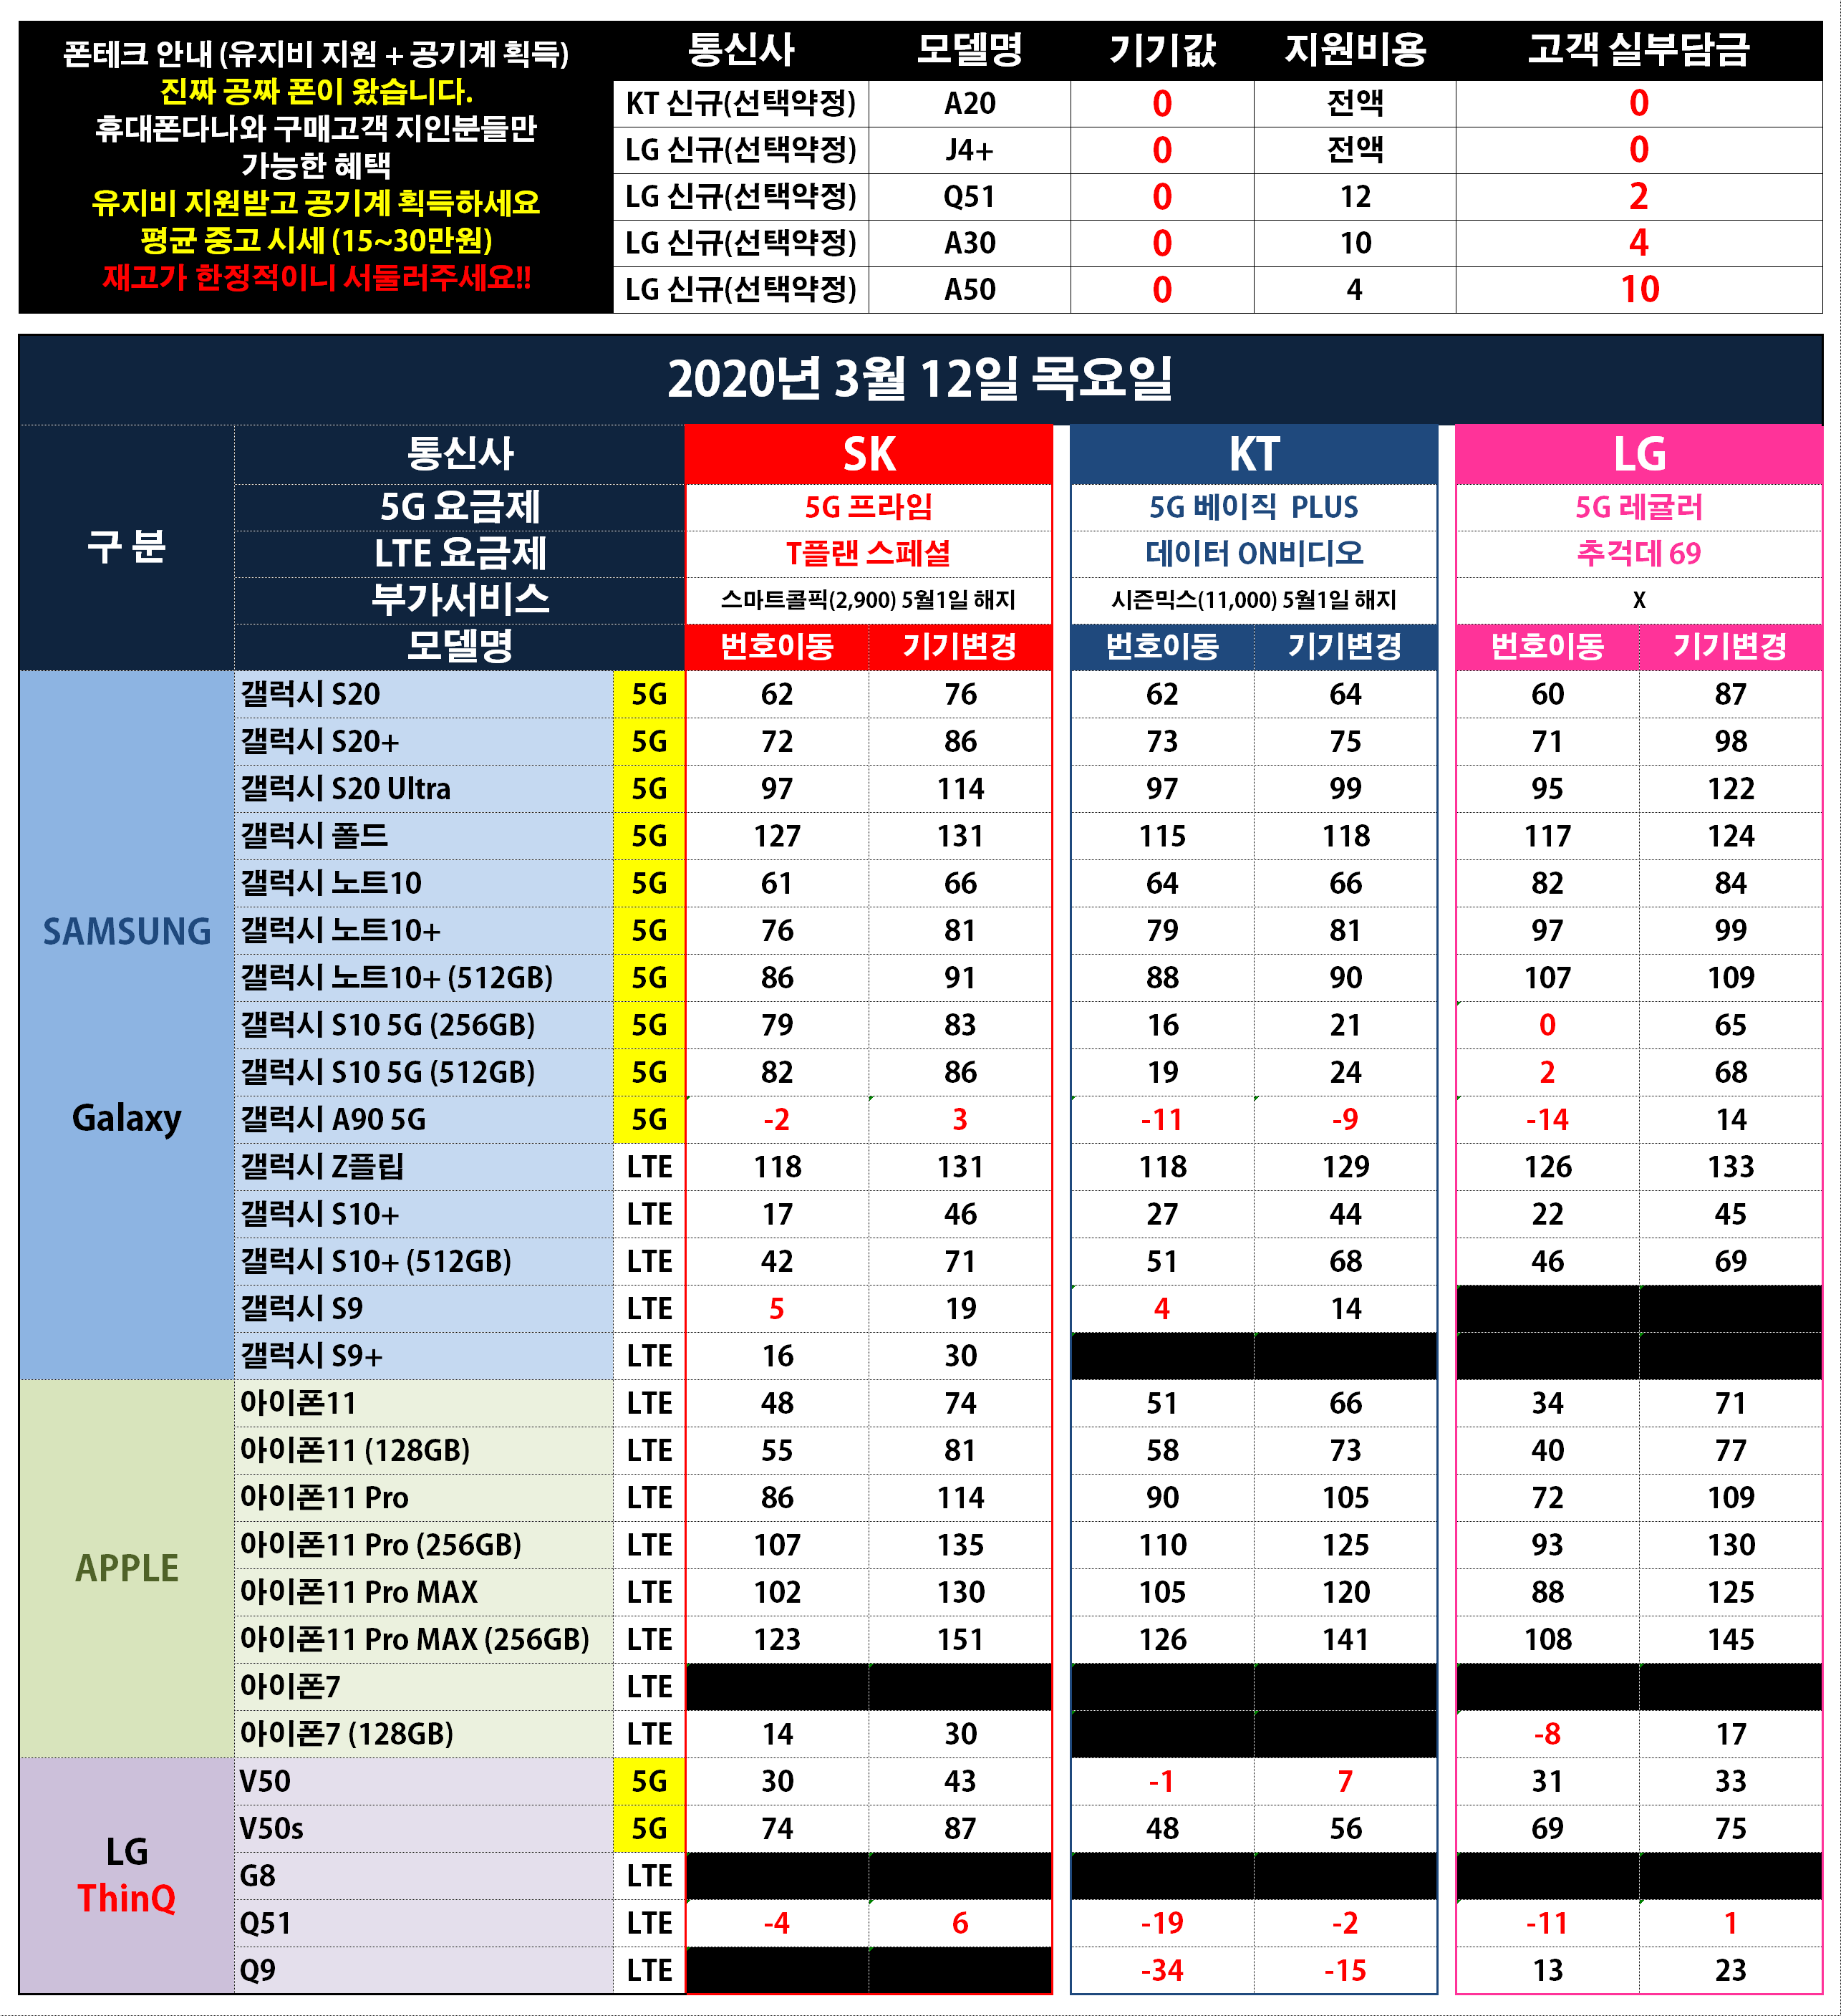 폰테크 안내 (유지비 지원 + 공기계 획득)
진짜 공짜 폰이 왔습니다.
휴대폰다나와 구매고객 지인분들만
가능한 혜택
유지비 지원받고 공기계 획득하세요
평균 중고 시세 (15~30만원)
재고가 한정적이니 서둘러주세요!!
통신사 모델명 기기값 지원비용 고객 실부담금
KT 신규(선택약정) A20 0 전액 0
LG 신규(선택약정) J4+ 0 전액 0
LG 신규(선택약정) Q51 0 12 2
LG 신규(선택약정) A30 0 10 4
LG 신규(선택약정) A50 0 4 10
2020년 3월 12일 목요일
구 분
통신사 SK KT LG
5G 요금제 5G 프라임 5G 베이직 PLUS 5G 레귤러
LTE 요금제 T플랜 스페셜 데이터 ON비디오 추걱데 69
부가서비스 스마트콜픽(2,900) 5월1일 해지 시즌믹스(11,000) 5월1일 해지 X
모델명 번호이동 기기변경 번호이동 기기변경 번호이동 기기변경
SAMSUNG
Galaxy
갤럭시 S20 5G 62 76 62 64 60 87
갤럭시 S20+ 5G 72 86 73 75 71 98
갤럭시 S20 Ultra 5G 97 114 97 99 95 122
갤럭시 폴드 5G 127 131 115 118 117 124
갤럭시 노트10 5G 61 66 64 66 82 84
갤럭시 노트10+ 5G 76 81 79 81 97 99
갤럭시 노트10+ (512GB) 5G 86 91 88 90 107 109
갤럭시 S10 5G (256GB) 5G 79 83 16 21 0 65
갤럭시 S10 5G (512GB) 5G 82 86 19 24 2 68
갤럭시 A90 5G 5G -2 3 -11 -9 -14 14
갤럭시 Z플립 LTE 118 131 118 129 126 133
갤럭시 S10+ LTE 17 46 27 44 22 45
갤럭시 S10+ (512GB) LTE 42 71 51 68 46 69
갤럭시 S9 LTE 5 19 4 14
갤럭시 S9+ LTE 16 30
APPLE
아이폰11 LTE 48 74 51 66 34 71
아이폰11 (128GB) LTE 55 81 58 73 40 77
아이폰11 Pro LTE 86 114 90 105 72 109
아이폰11 Pro (256GB) LTE 107 135 110 125 93 130
아이폰11 Pro MAX LTE 102 130 105 120 88 125
아이폰11 Pro MAX (256GB) LTE 123 151 126 141 108 145
아이폰7 LTE
아이폰7 (128GB) LTE 14 30 -8 17
LG
ThinQ
V50 5G 30 43 -1 7 31 33
V50s 5G 74 87 48 56 69 75
G8 LTE
Q51 LTE -4 6 -19 -2 -11 1
Q9 LTE -34 -15 13 23